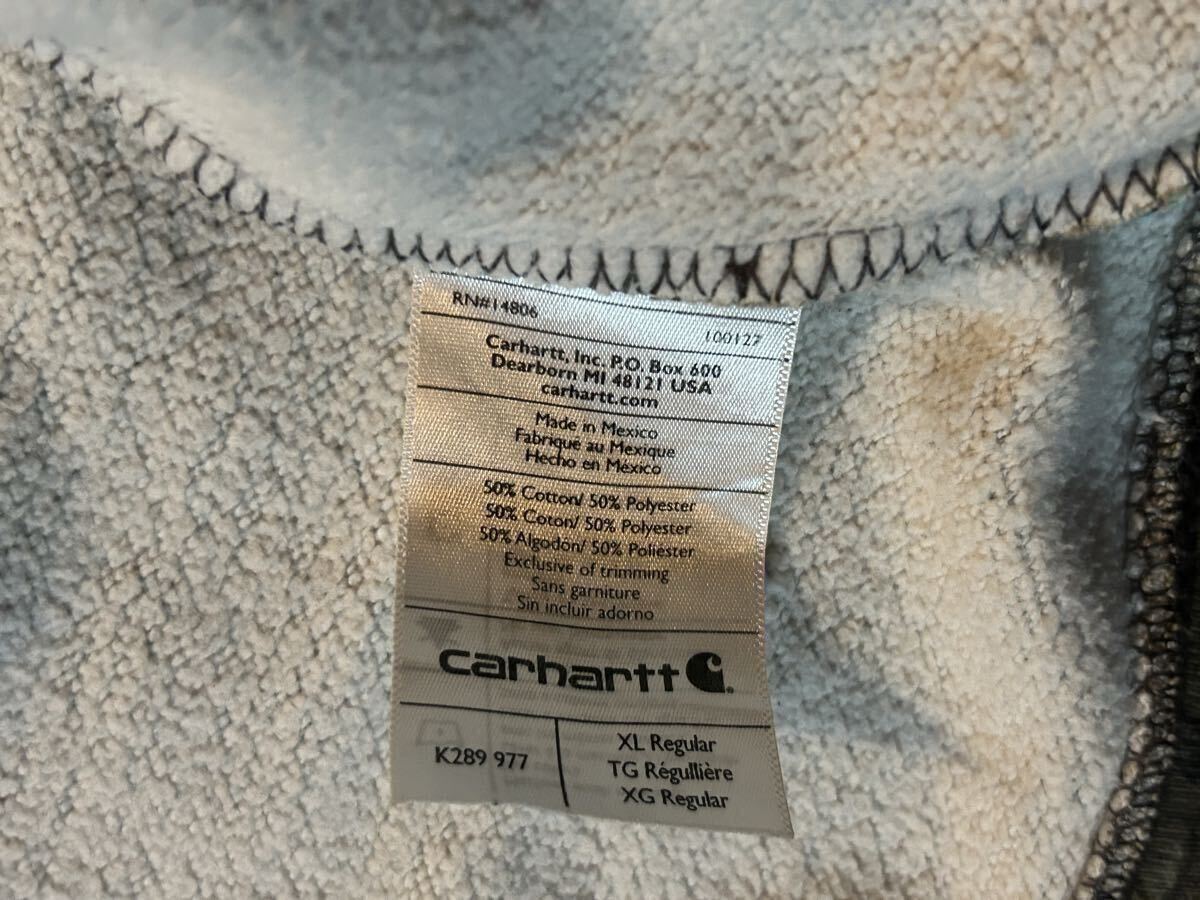 RN#14806
100127
Carhartt, Inc. P.O. Box 600
Dearborn MI 48121 USA
carhartt.com
Made in Mexico
Fabrique au Mexique
Hecho en México
50% Cotton/ 50% Polyester
50% Coton/ 50% Polyester
50% Algodón/ 50% Poliester
Exclusive of trimming
Sans garniture
Sin incluir adorno
carhartt
K289 977
XL Regular
TG Régullière
XG Regular